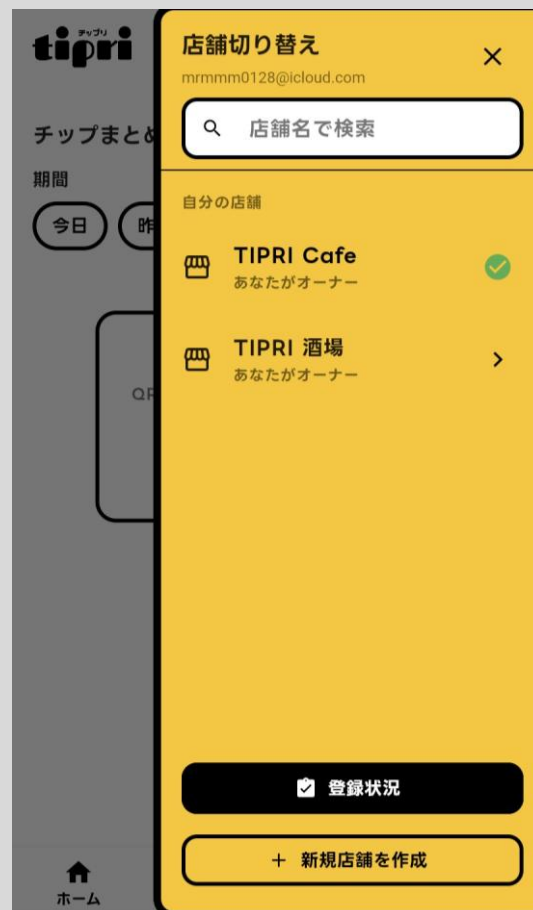 チップリ
tipri
店舗切り替え
mrmmm0128@icloud.com
店舗名で検索
チップまとめ
期間
今日
昨
自分の店舗
TIPRI Cafe
あなたがオーナー
TIPRI 酒場
あなたがオーナー
QR
登録状況
+ 新規店舗を作成
ホーム